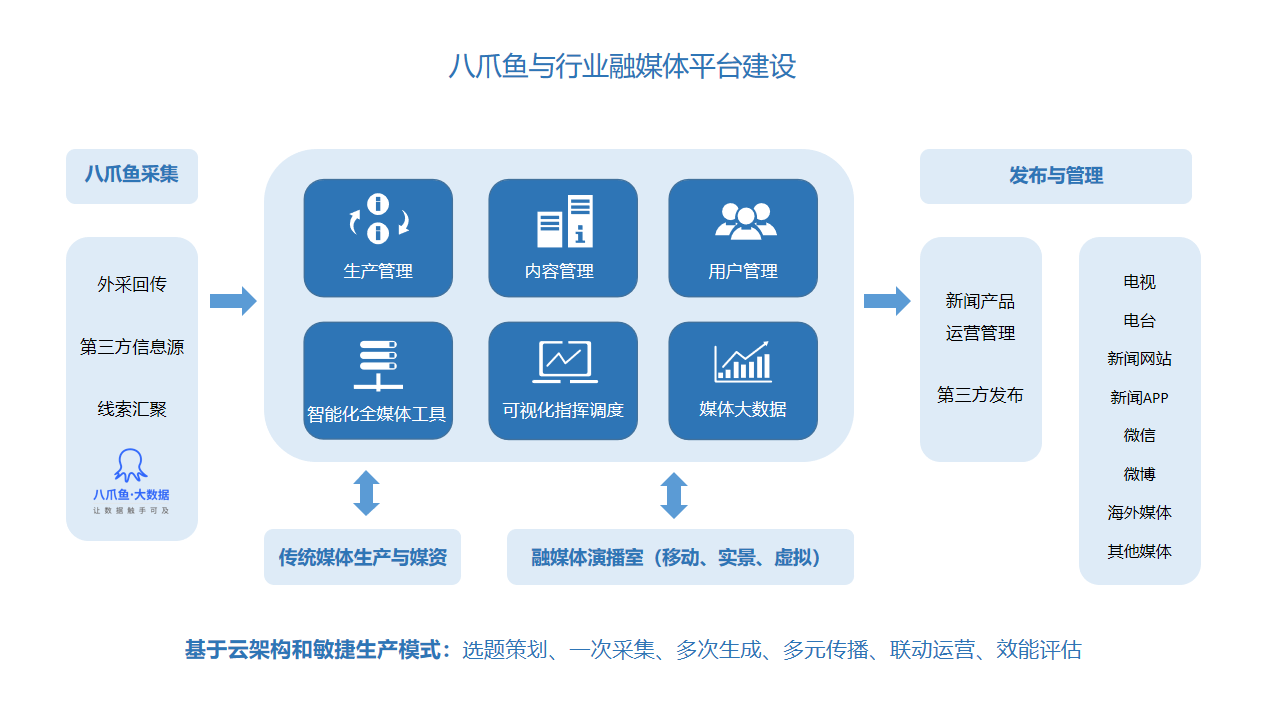 八爪鱼与行业融媒体平台建设
八爪鱼采集
外采回传
第三方信息源
线索汇聚
八爪鱼·大数据
让数据触手可及
生产管理
内容管理
用户管理
智能化全媒体工具
可视化指挥调度
媒体大数据
传统媒体生产与媒资
融媒体演播室（移动、实景、虚拟）
发布与管理
新闻产品
运营管理
第三方发布
电视
电台
新闻网站
新闻APP
微信
微博
海外媒体
其他媒体
基于云架构和敏捷生产模式：选题策划、一次采集、多次生成、多元传播、联动运营、效能评估